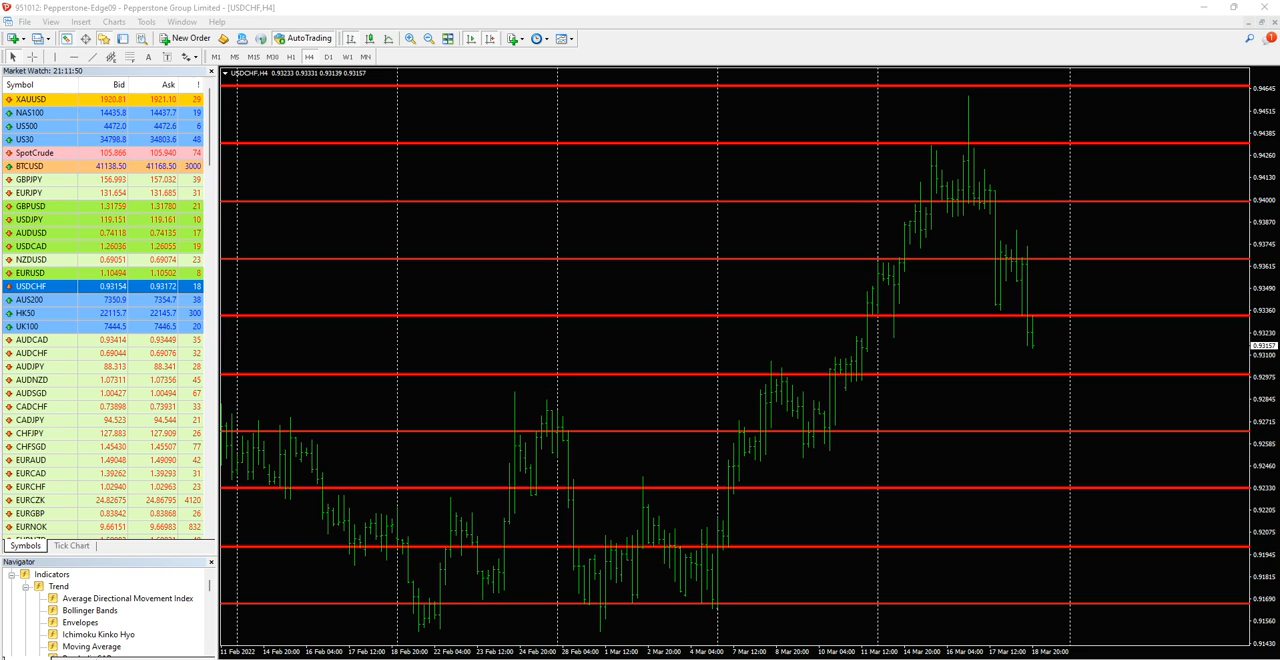 951012: Pepperstone-Edge09 - Pepperstone Group Limited - [USDCHF,H4]
File View Insert Charts Tools Window Help
New Order AutoTrading 1
A T M1 M5 M15 M30 H1 H4 D1 W1 MN
Market Watch: 21:11:50
Symbol Bid Ask !
XAUUSD 1920.81 1921.10 29
NAS100 14435.8 14437.7 19
US500 4472.0 4472.6 6
US30 34798.8 34803.6 48
SpotCrude 105.866 105.940 74
BTCUSD 41138.50 41168.50 3000
GBPJPY 156.993 157.032 39
EURJPY 131.654 131.685 31
GBPUSD 1.31759 1.31780 21
USDJPY 119.151 119.161 10
AUDUSD 0.74118 0.74135 17
USDCAD 1.26036 1.26055 19
NZDUSD 0.69051 0.69074 23
EURUSD 1.10494 1.10502 8
USDCHF 0.93154 0.93172 18
AUS200 7350.9 7354.7 38
HK50 22115.7 22145.7 300
UK100 7444.5 7446.5 20
AUDCAD 0.93414 0.93449 35
AUDCHF 0.69044 0.69076 32
AUDJPY 88.313 88.341 28
AUDNZD 1.07311 1.07356 45
AUDSGD 1.00427 1.00494 67
CADCHF 0.73898 0.73931 33
CADJPY 94.523 94.544 21
CHFJPY 127.883 127.909 26
CHFSGD 1.45430 1.45507 77
EURAUD 1.49048 1.49090 42
EURCAD 1.39262 1.39293 31
EURCHF 1.02940 1.02963 23
EURCZK 24.82675 24.86795 4120
EURGBP 0.83842 0.83868 26
EURNOK 9.66151 9.66983 832
Symbols Tick Chart
Navigator
Indicators
Trend
Average Directional Movement Index
Bollinger Bands
Envelopes
Ichimoku Kinko Hyo
Moving Average
USDCHF,H4 0.93233 0.93331 0.93139 0.93157
0.94645
0.94515
0.94385
0.94260
0.94130
0.94000
0.93870
0.93745
0.93615
0.93490
0.93360
0.93230
0.93157
0.93100
0.92975
0.92845
0.92715
0.92585
0.92460
0.92330
0.92205
0.92075
0.91945
0.91815
0.91690
0.91560
0.91430
11 Feb 2022 14 Feb 20:00 16 Feb 04:00 17 Feb 12:00 18 Feb 20:00 22 Feb 04:00 23 Feb 12:00 24 Feb 20:00 28 Feb 04:00 1 Mar 12:00 2 Mar 20:00 4 Mar 04:00 7 Mar 12:00 8 Mar 20:00 10 Mar 04:00 11 Mar 12:00 14 Mar 20:00 16 Mar 04:00 17 Mar 12:00 18 Mar 20:00